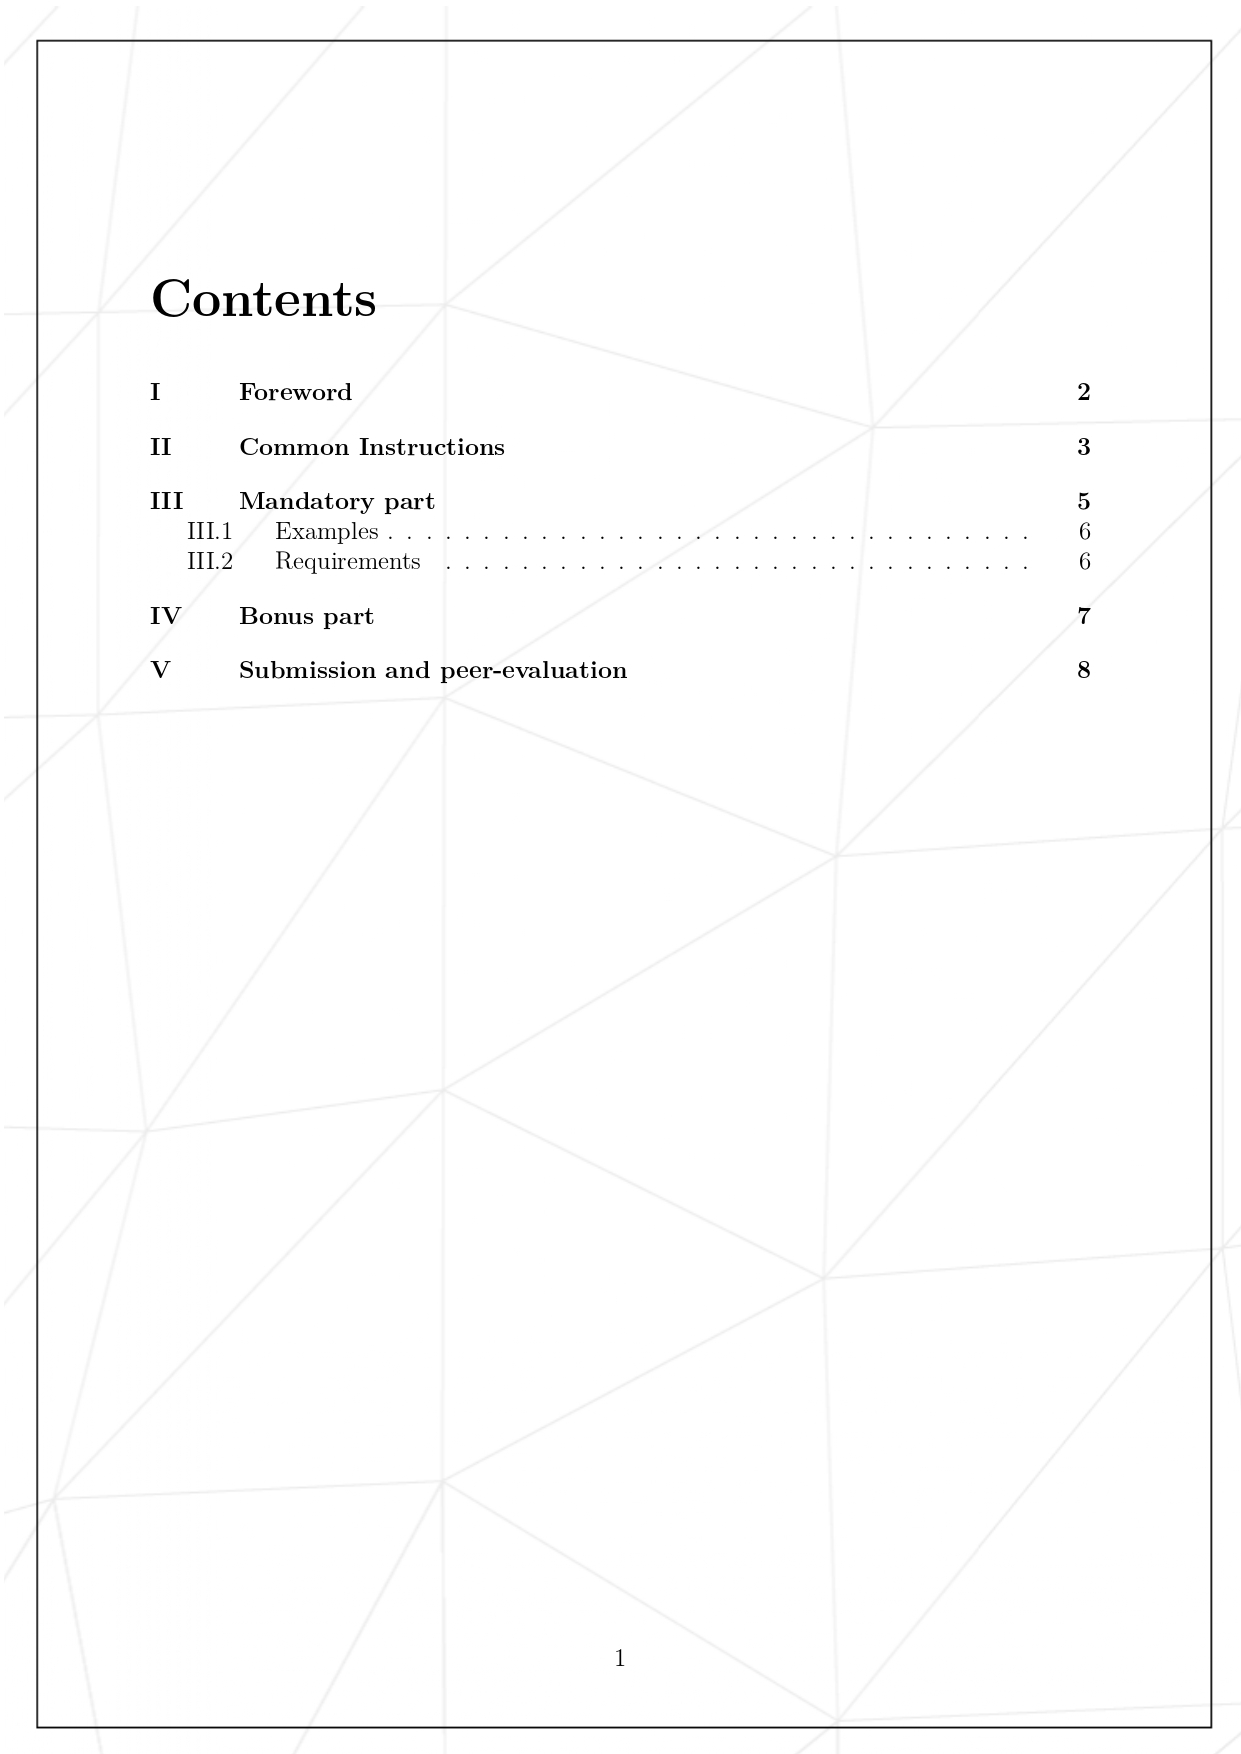 Contents
I Foreword 2
II Common Instructions 3
III Mandatory part 5
III.1 Examples . . . . . . . . . . . . . . . . . . . . . . . . . . . . . . . . . . 6
III.2 Requirements . . . . . . . . . . . . . . . . . . . . . . . . . . . . . . . 6
IV Bonus part 7
V Submission and peer-evaluation 8
1